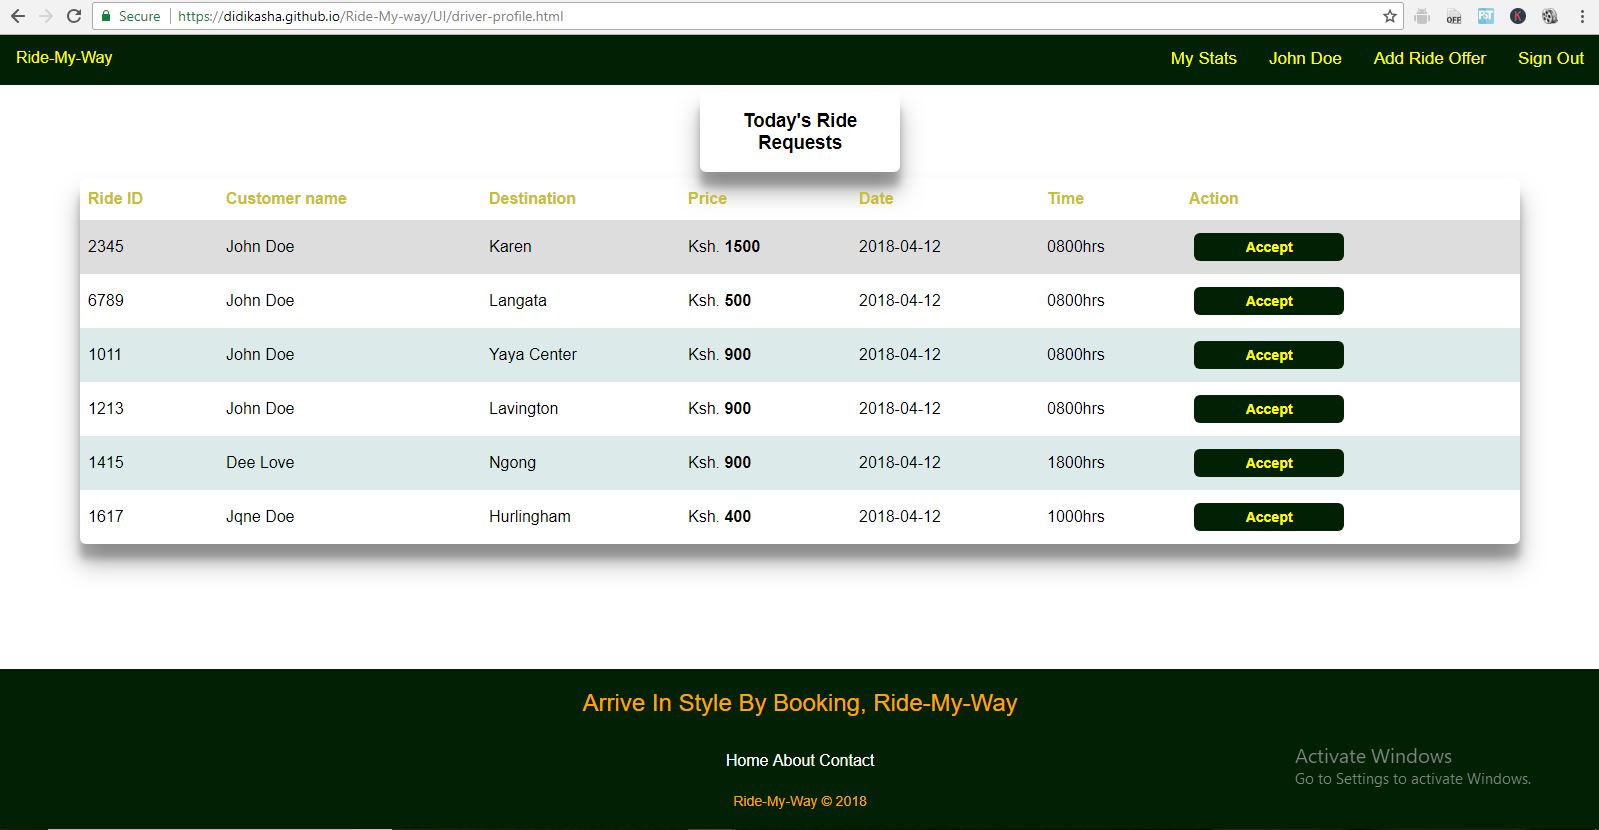 Secure https://didikasha.github.io/Ride-My-way/UI/driver-profile.html
Ride-My-Way My Stats John Doe Add Ride Offer Sign Out
Today's Ride
Requests
Ride ID Customer name Destination Price Date Time Action
2345 John Doe Karen Ksh. 1500 2018-04-12 0800hrs Accept
6789 John Doe Langata Ksh. 500 2018-04-12 0800hrs Accept
1011 John Doe Yaya Center Ksh. 900 2018-04-12 0800hrs Accept
1213 John Doe Lavington Ksh. 900 2018-04-12 0800hrs Accept
1415 Dee Love Ngong Ksh. 900 2018-04-12 1800hrs Accept
1617 Jqne Doe Hurlingham Ksh. 400 2018-04-12 1000hrs Accept
Arrive In Style By Booking, Ride-My-Way
Home About Contact
Activate Windows
Go to Settings to activate Windows.
Ride-My-Way © 2018